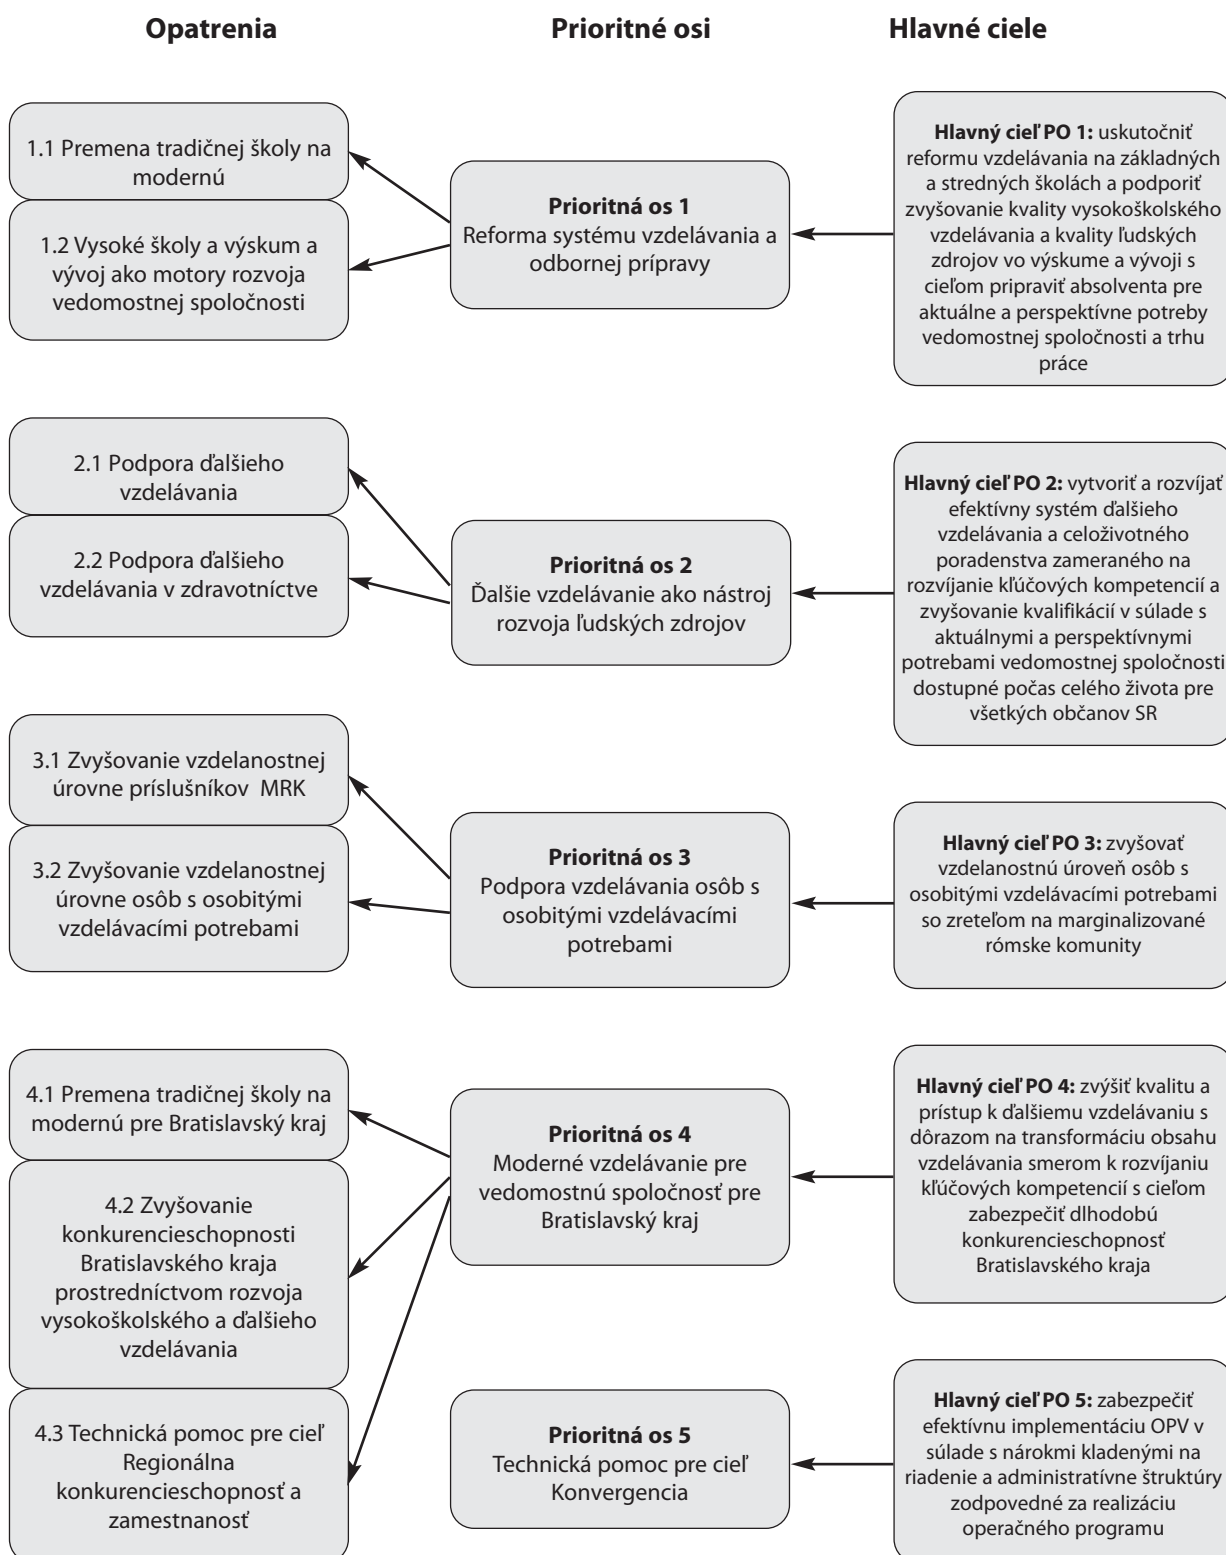 Opatrenia
Prioritné osi
Hlavné ciele
1.1 Premena tradičnej školy na
modernú
1.2 Vysoké školy a výskum a
vývoj ako motory rozvoja
vedomostnej spoločnosti
Prioritná os 1
Reforma systému vzdelávania a
odbornej prípravy
Hlavný cieľ PO 1: uskutočniť
reformu vzdelávania na základných
a stredných školách a podporiť
zvyšovanie kvality vysokoškolského
vzdelávania a kvality ľudských
zdrojov vo výskume a vývoji s
cieľom pripraviť absolventa pre
aktuálne a perspektívne potreby
vedomostnej spoločnosti a trhu
práce
2.1 Podpora ďalšieho
vzdelávania
2.2 Podpora ďalšieho
vzdelávania v zdravotníctve
Prioritná os 2
Ďalšie vzdelávanie ako nástroj
rozvoja ľudských zdrojov
Hlavný cieľ PO 2: vytvoriť a rozvíjať
efektívny systém ďalšieho
vzdelávania a celoživotného
poradenstva zameraného na
rozvíjanie kľúčových kompetencií a
zvyšovanie kvalifikácií v súlade s
aktuálnymi a perspektívnymi
potrebami vedomostnej spoločnosti
dostupné počas celého života pre
všetkých občanov SR
3.1 Zvyšovanie vzdelanostnej
úrovne príslušníkov MRK
3.2 Zvyšovanie vzdelanostnej
úrovne osôb s osobitými
vzdelávacími potrebami
Prioritná os 3
Podpora vzdelávania osôb s
osobitými vzdelávacími
potrebami
Hlavný cieľ PO 3: zvyšovať
vzdelanostnú úroveň osôb s
osobitými vzdelávacími potrebami
so zreteľom na marginalizované
rómske komunity
4.1 Premena tradičnej školy na
modernú pre Bratislavský kraj
4.2 Zvyšovanie
konkurencieschopnosti
Bratislavského kraja
prostredníctvom rozvoja
vysokoškolského a ďalšieho
vzdelávania
4.3 Technická pomoc pre cieľ
Regionálna
konkurencieschopnosť a
zamestnanosť
Prioritná os 4
Moderné vzdelávanie pre
vedomostnú spoločnosť pre
Bratislavský kraj
Hlavný cieľ PO 4: zvýšiť kvalitu a
prístup k ďalšiemu vzdelávaniu s
dôrazom na transformáciu obsahu
vzdelávania smerom k rozvíjaniu
kľúčových kompetencií s cieľom
zabezpečiť dlhodobú
konkurencieschopnosť
Bratislavského kraja
Prioritná os 5
Technická pomoc pre cieľ
Konvergencia
Hlavný cieľ PO 5: zabezpečiť
efektívnu implementáciu OPV v
súlade s nárokmi kladenými na
riadenie a administratívne štruktúry
zodpovedné za realizáciu
operačného programu